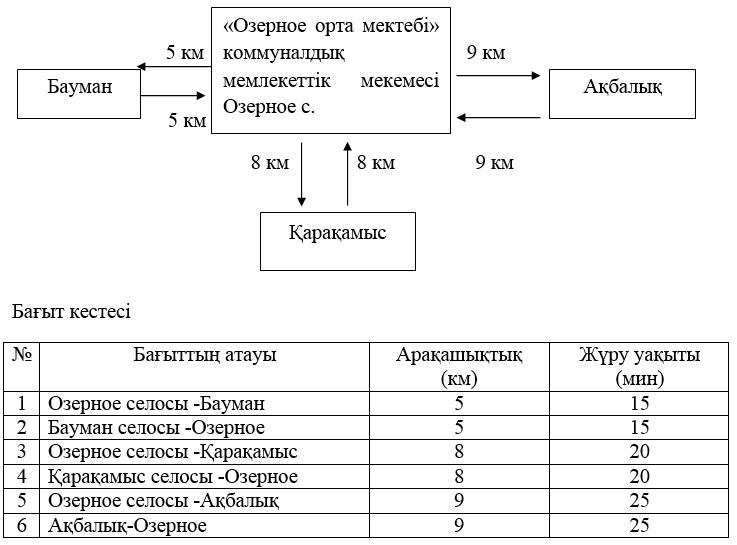 «Озерное орта мектебі»
коммуналдық
мемлекеттік мекемесі
Озерное с.
5 км
9 км
Бауман
Ақбалық
5 км
8 км
8 км
9 км
Қарақамыс
Бағыт кестесі
№ Бағыттың атауы Арақашықтық (км) Жүру уақыты (мин)
1 Озерное селосы -Бауман 5 15
2 Бауман селосы -Озерное 5 15
3 Озерное селосы -Қарақамыс 8 20
4 Қарақамыс селосы -Озерное 8 20
5 Озерное селосы -Ақбалық 9 25
6 Ақбалық-Озерное 9 25